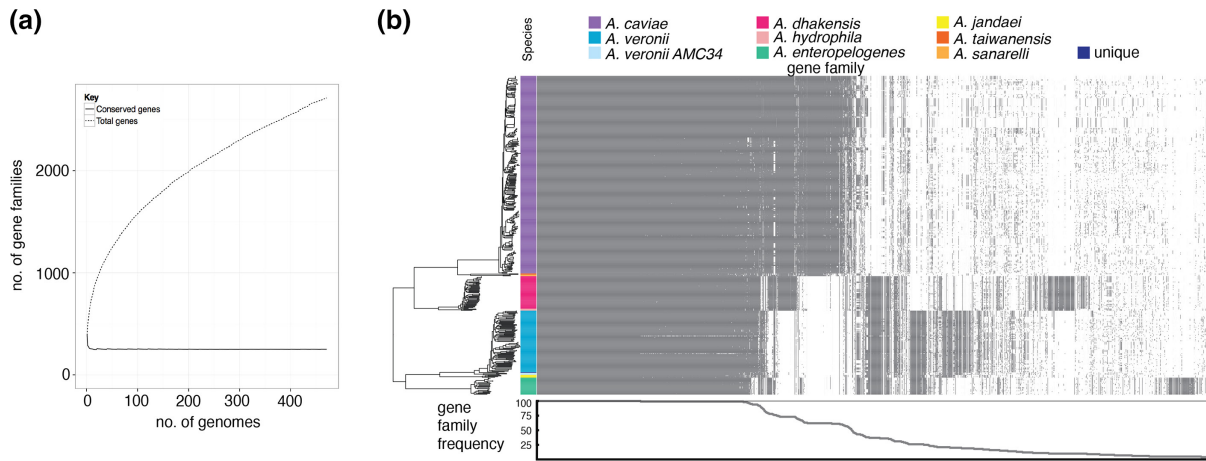 (a)
Key
Conserved genes
Total genes
no. of gene families
2000
1000
0
0 100 200 300 400
no. of genomes
(b)
Species
A. caviae
A. veronii
A. veronii AMC34
A. dhakensis
A. hydrophila
A. enteropelogenes
A. jandaei
A. taiwanensis
A. sanarelli
unique
gene family
gene
family
frequency
100
75
50
25